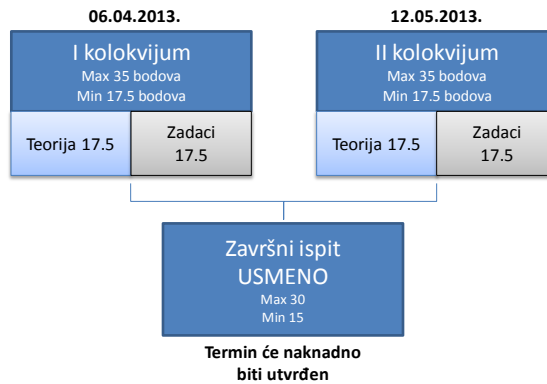 06.04.2013.
I kolokvijum
Max 35 bodova
Min 17.5 bodova
Teorija 17.5
Zadaci
17.5
12.05.2013.
II kolokvijum
Max 35 bodova
Min 17.5 bodova
Teorija 17.5
Zadaci
17.5
Završni ispit
USMENO
Max 30
Min 15
Termin će naknadno
biti utvrđen